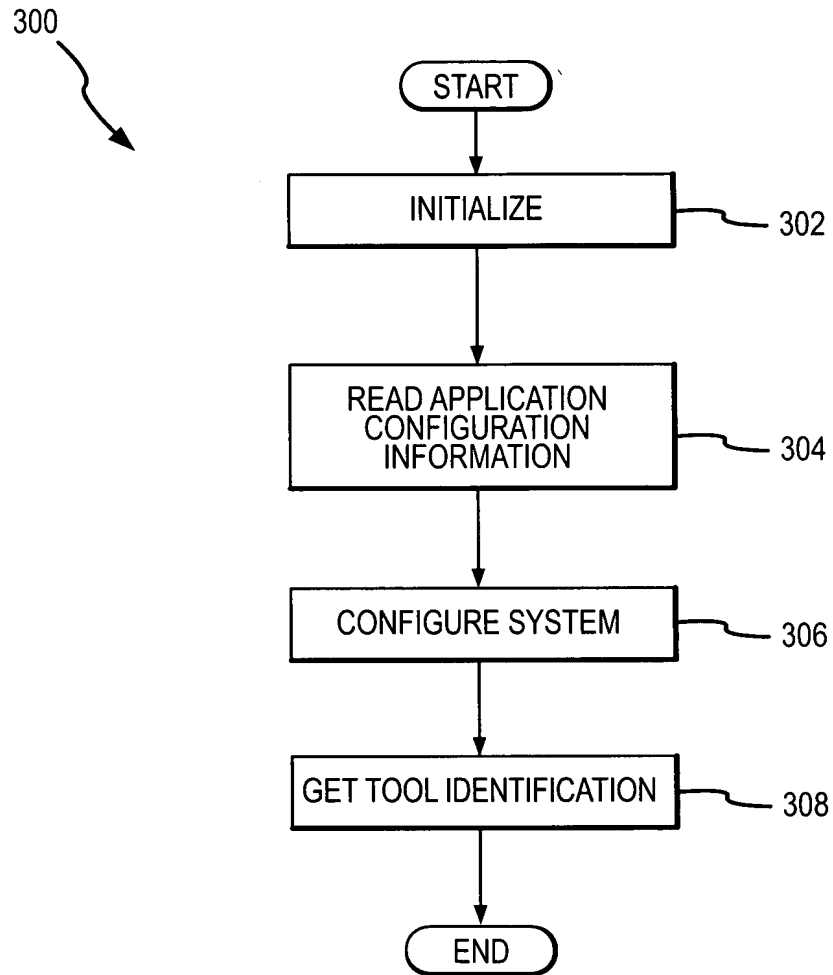 300
START
INITIALIZE
302
READ APPLICATION
CONFIGURATION
INFORMATION
304
CONFIGURE SYSTEM
306
GET TOOL IDENTIFICATION
308
END